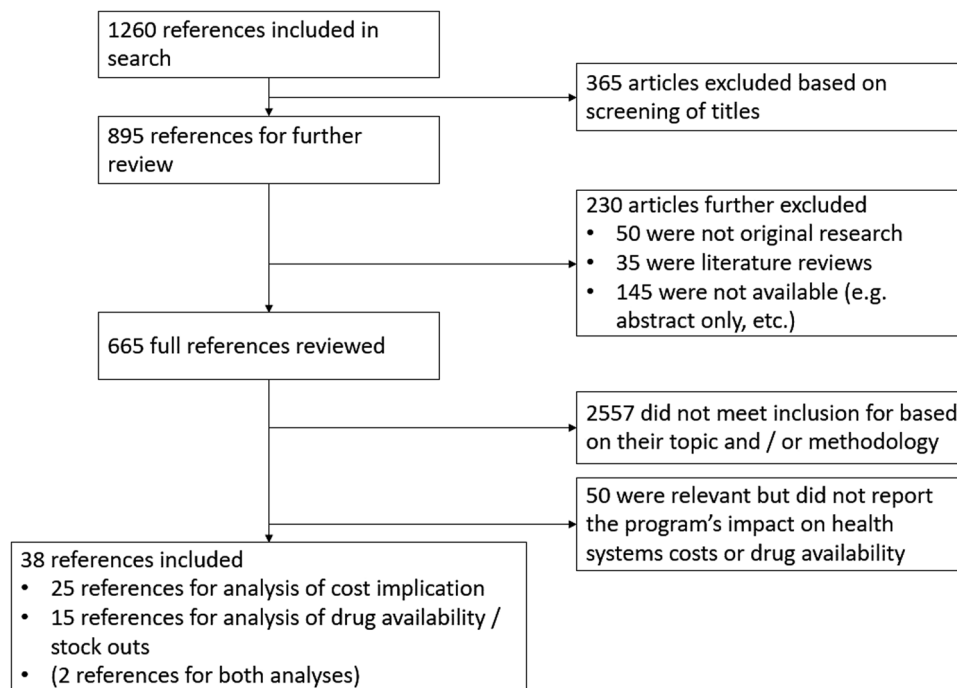 1260 references included in
search
365 articles excluded based on
screening of titles
895 references for further
review
230 articles further excluded
• 50 were not original research
• 35 were literature reviews
• 145 were not available (e.g.
abstract only, etc.)
665 full references reviewed
2557 did not meet inclusion for based
on their topic and / or methodology
50 were relevant but did not report
the program's impact on health
systems costs or drug availability
38 references included
• 25 references for analysis of cost implication
• 15 references for analysis of drug availability /
stock outs
• (2 references for both analyses)